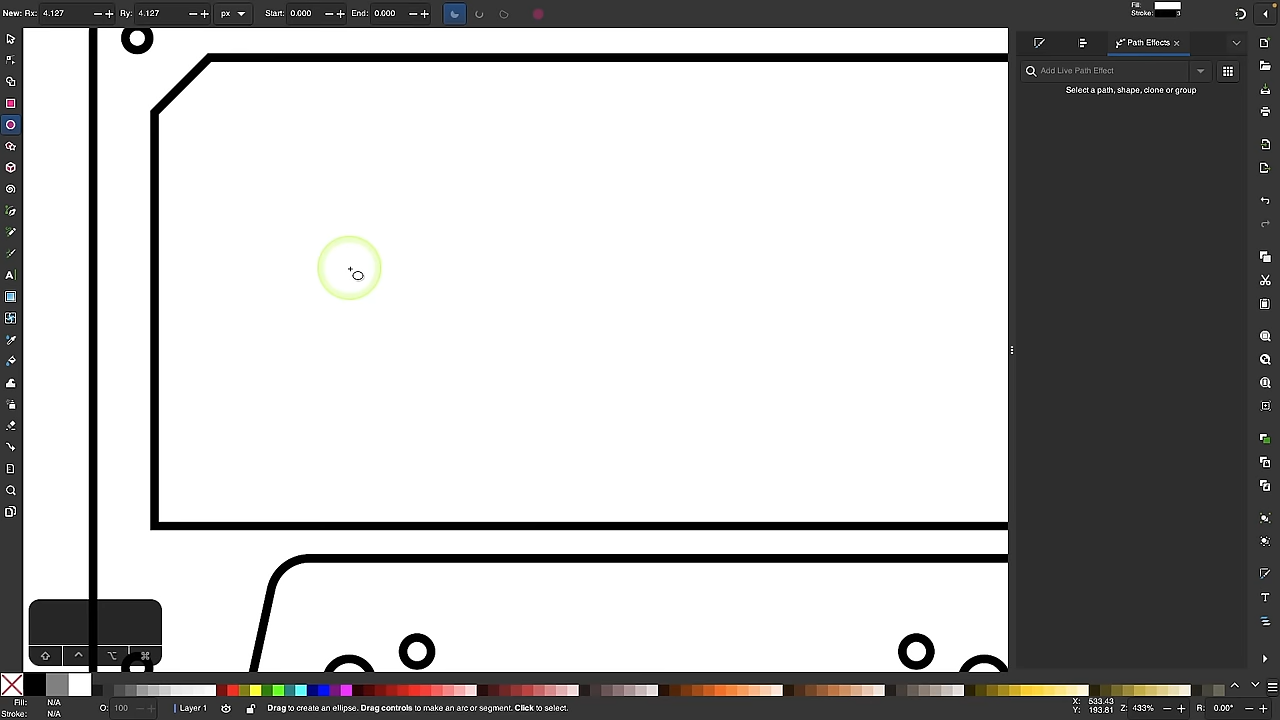 New: Rx: 4.127 — + Ry: 4.127 — + px Start: 0.000 — + End: 0.000 — +
Fill:
Stroke: 3
Path Effects
Add Live Path Effect
Select a path, shape, clone or group
Fill: N/A
Stroke: N/A
O: 100 — +
Layer 1
Drag to create an ellipse. Drag controls to make an arc or segment. Click to select.
X: 533.43
Y: 193.81
Z: 433% — +
R: 0.00° — +